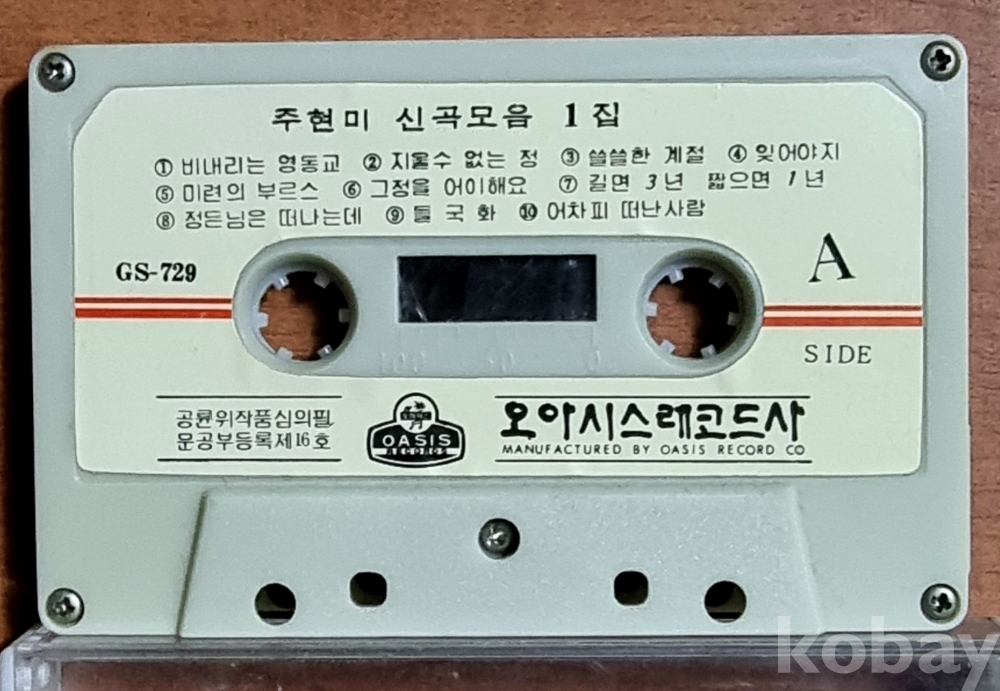 주현미 신곡모음 1집
① 비내리는 영동교 ② 지울수 없는 정 ③ 쓸쓸한 계절 ④ 잊어야지
⑤ 미련의 부르스 ⑥ 그정을 어이해요 ⑦ 길면 3년 짧으면 1년
⑧ 정든님은 떠나는데 ⑨ 들국화 ⑩ 어차피 떠난사람
GS-729
A
SIDE
100 50 0
공륜위작품심의필
문공부등록제16호
OASIS
RECORDS
오아시스레코드사
MANUFACTURED BY OASIS RECORD CO
kobay